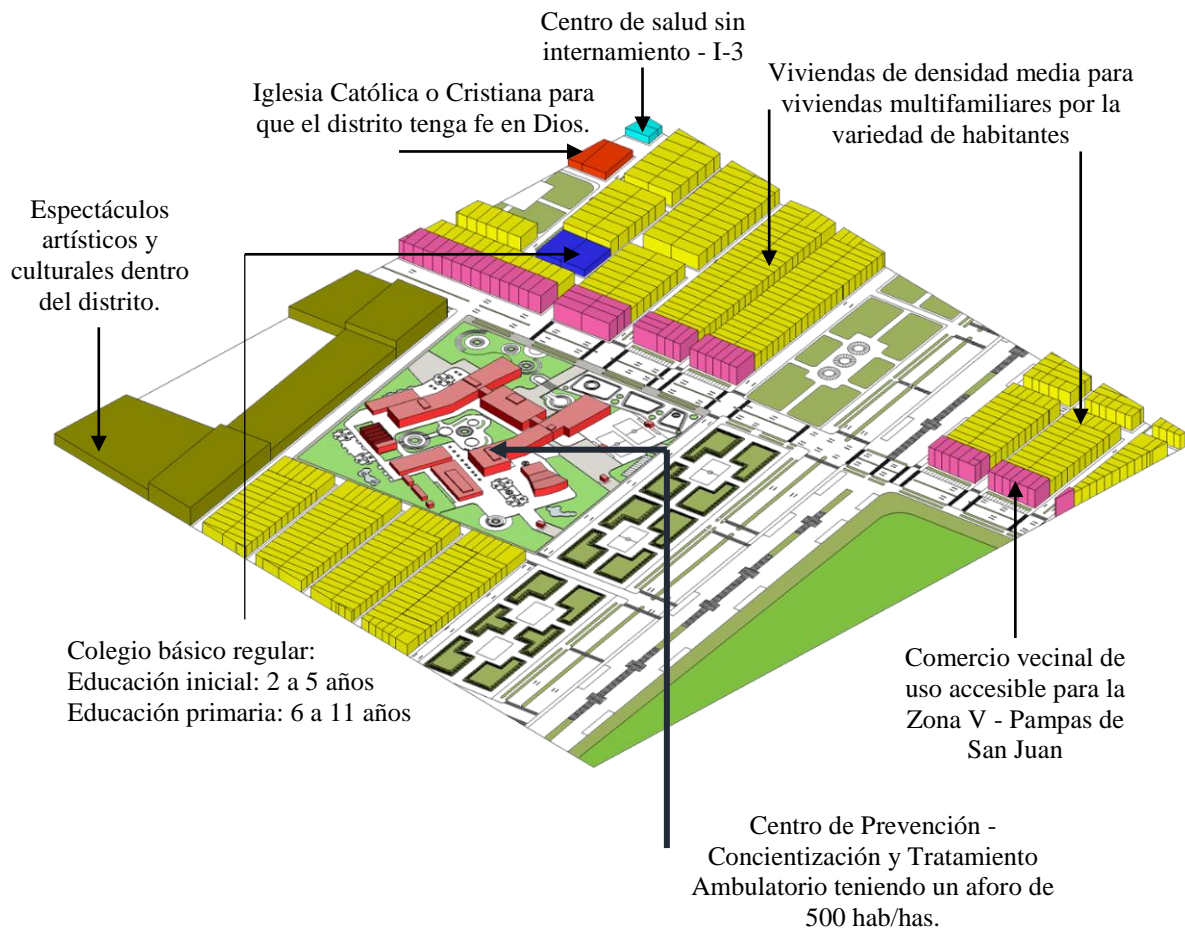 Centro de salud sin
internamiento - I-3
Iglesia Católica o Cristiana para
que el distrito tenga fe en Dios.
Viviendas de densidad media para
viviendas multifamiliares por la
variedad de habitantes
Espectáculos
artísticos y
culturales dentro
del distrito.
Colegio básico regular:
Educación inicial: 2 a 5 años
Educación primaria: 6 a 11 años
Comercio vecinal de
uso accesible para la
Zona V - Pampas de
San Juan
Centro de Prevención -
Concientización y Tratamiento
Ambulatorio teniendo un aforo de
500 hab/has.